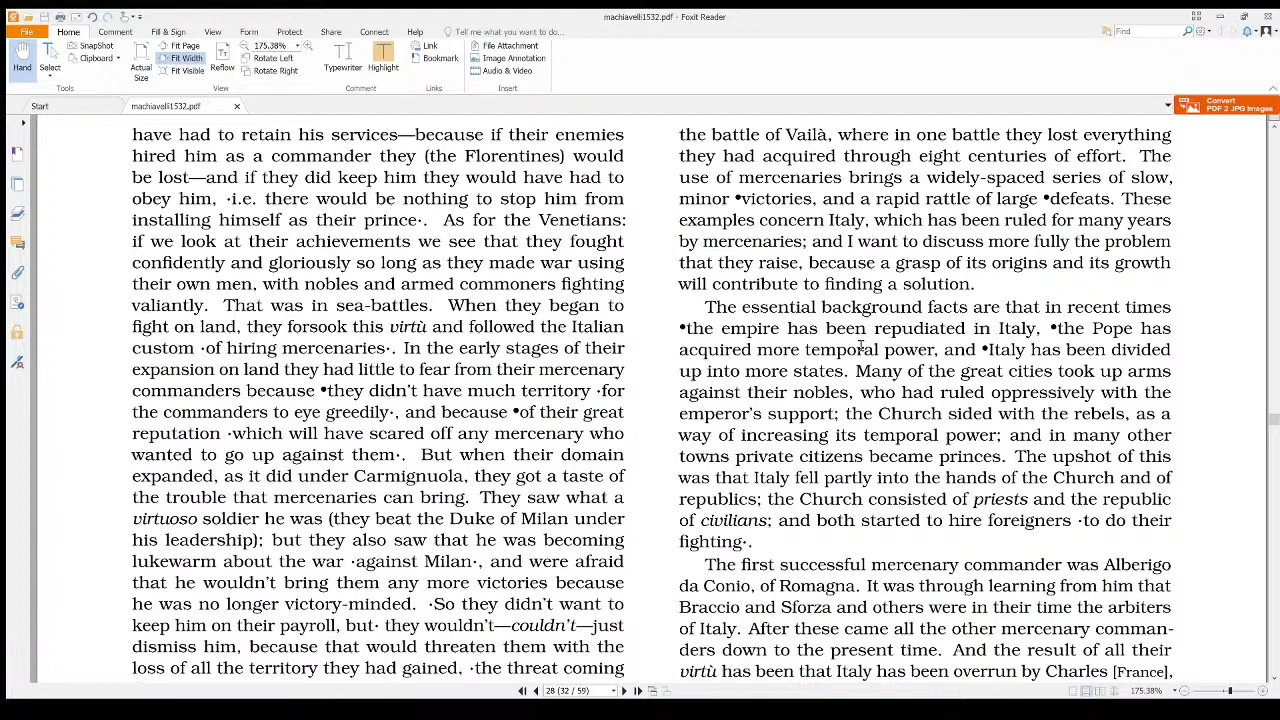 machiavelli1532.pdf - Foxit Reader
File Home Comment View Form Protect Share Connect Help Tell me what you want to do... Find
Hand
Select
SnapShot
Clipboard
Tools
Actual Size
Fit Page
Fit Width
Fit Visible
Reflow
175.38%
Rotate Left
Rotate Right
View
Typewriter
Highlight
Comment
Link
Bookmark
Links
File Attachment
Image Annotation
Audio & Video
Insert
Start
machiavelli1532.pdf
Convert
PDF 2 JPG Images
have had to retain his services—because if their enemies
hired him as a commander they (the Florentines) would
be lost—and if they did keep him they would have had to
obey him, ·i.e. there would be nothing to stop him from
installing himself as their prince·. As for the Venetians:
if we look at their achievements we see that they fought
confidently and gloriously so long as they made war using
their own men, with nobles and armed commoners fighting
valiantly. That was in sea-battles. When they began to
fight on land, they forsook this virtù and followed the Italian
custom ·of hiring mercenaries·. In the early stages of their
expansion on land they had little to fear from their mercenary
commanders because •they didn't have much territory ·for
the commanders to eye greedily·, and because •of their great
reputation ·which will have scared off any mercenary who
wanted to go up against them·. But when their domain
expanded, as it did under Carmignuola, they got a taste of
the trouble that mercenaries can bring. They saw what a
virtuoso soldier he was (they beat the Duke of Milan under
his leadership); but they also saw that he was becoming
lukewarm about the war ·against Milan·, and were afraid
that he wouldn't bring them any more victories because
he was no longer victory-minded. ·So they didn't want to
keep him on their payroll, but· they wouldn't—couldn't—just
dismiss him, because that would threaten them with the
loss of all the territory they had gained, ·the threat coming
the battle of Vailà, where in one battle they lost everything
they had acquired through eight centuries of effort. The
use of mercenaries brings a widely-spaced series of slow,
minor •victories, and a rapid rattle of large •defeats. These
examples concern Italy, which has been ruled for many years
by mercenaries; and I want to discuss more fully the problem
that they raise, because a grasp of its origins and its growth
will contribute to finding a solution.
The essential background facts are that in recent times
•the empire has been repudiated in Italy, •the Pope has
acquired more temporal power, and •Italy has been divided
up into more states. Many of the great cities took up arms
against their nobles, who had ruled oppressively with the
emperor's support; the Church sided with the rebels, as a
way of increasing its temporal power; and in many other
towns private citizens became princes. The upshot of this
was that Italy fell partly into the hands of the Church and of
republics; the Church consisted of priests and the republic
of civilians; and both started to hire foreigners ·to do their
fighting·.
The first successful mercenary commander was Alberigo
da Conio, of Romagna. It was through learning from him that
Braccio and Sforza and others were in their time the arbiters
of Italy. After these came all the other mercenary comman-
ders down to the present time. And the result of all their
virtù has been that Italy has been overrun by Charles [France],
28 (32 / 59)
175.38%